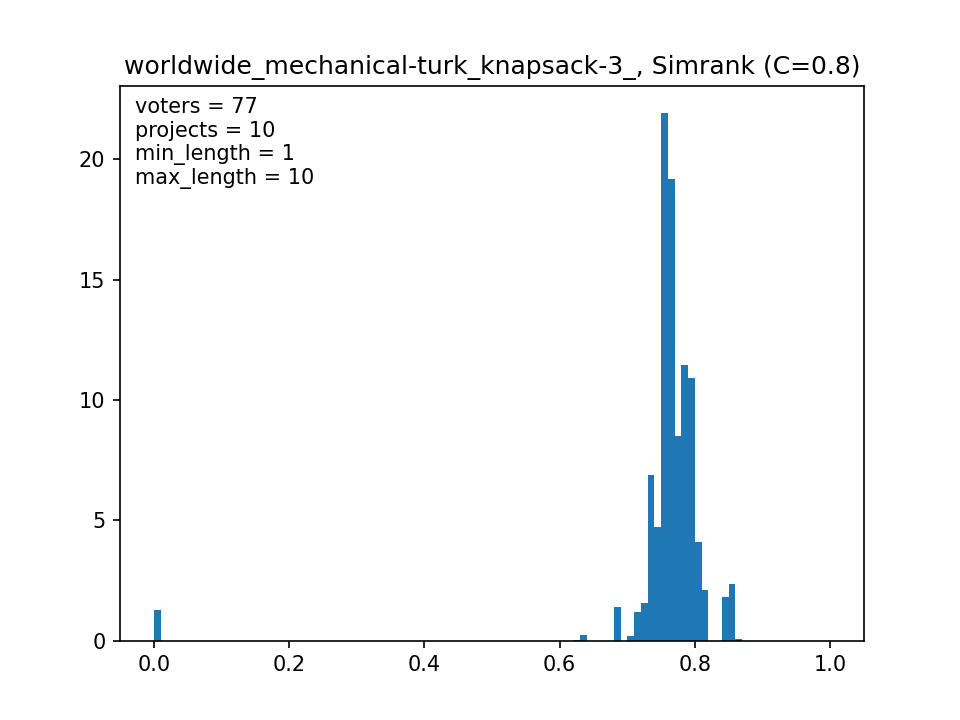 worldwide_mechanical-turk_knapsack-3_, Simrank (C=0.8)
voters = 77
projects = 10
min_length = 1
max_length = 10
20
15
10
5
0
0.0 0.2 0.4 0.6 0.8 1.0